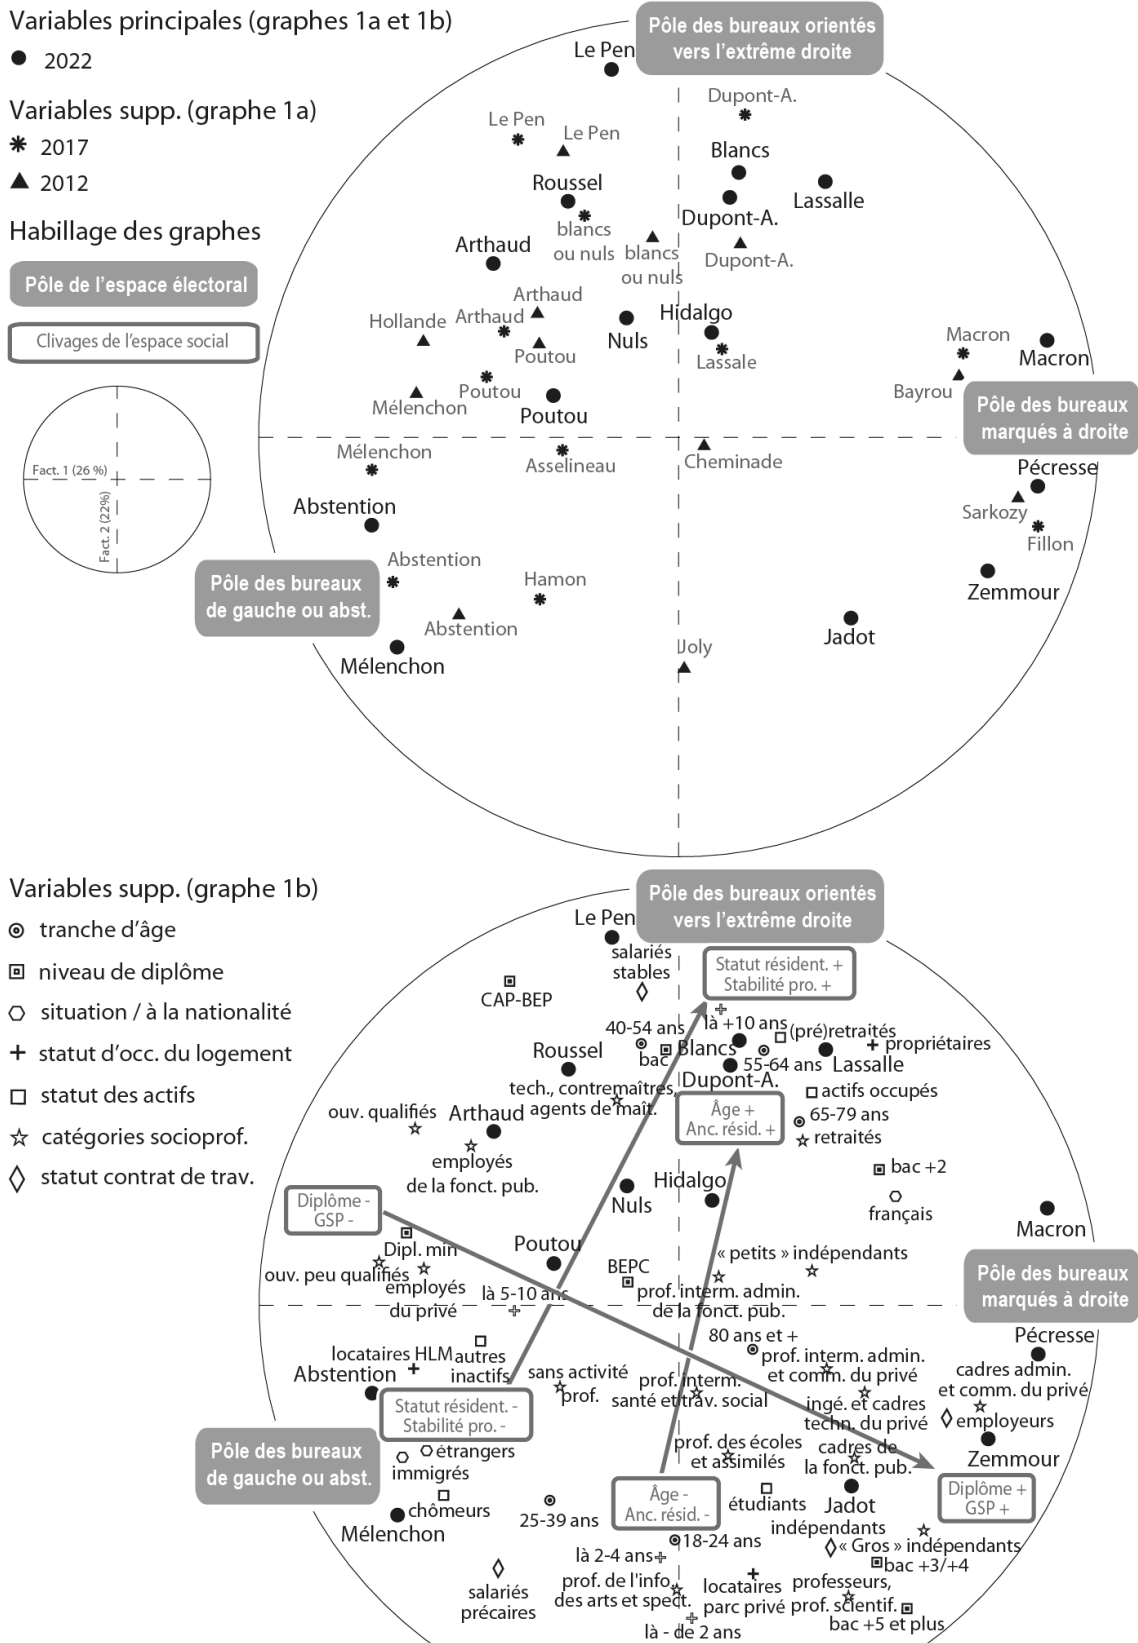 Variables principales (graphes 1a et 1b)
2022
Variables supp. (graphe 1a)
2017
2012
Habillage des graphes
Pôle de l'espace électoral
Clivages de l'espace social
Fact. 1 (26 %)
Fact. 2 (22%)
Pôle des bureaux orientés
vers l'extrême droite
Le Pen
Dupont-A.
Le Pen
Le Pen
Blancs
Roussel
Lassalle
Dupont-A.
blancs
ou nuls
Arthaud
blancs
ou nuls
Dupont-A.
Arthaud
Hollande
Arthaud
Hidalgo
Nuls
Macron
Macron
Poutou
Lassale
Poutou
Bayrou
Mélenchon
Poutou
Pôle des bureaux
marqués à droite
Mélenchon
Asselineau
Cheminade
Pécresse
Abstention
Sarkozy
Fillon
Abstention
Pôle des bureaux
de gauche ou abst.
Hamon
Zemmour
Abstention
Jadot
Joly
Mélenchon
Variables supp. (graphe 1b)
tranche d'âge
niveau de diplôme
situation / à la nationalité
statut d'occ. du logement
statut des actifs
catégories socioprof.
statut contrat de trav.
Pôle des bureaux orientés
vers l'extrême droite
Le Pen
salariés
stables
Statut résident. +
Stabilité pro. +
CAP-BEP
40-54 ans
là +10 ans
(pré)retraités
propriétaires
Roussel
bac
Blancs
55-64 ans
Lassalle
Dupont-A.
tech., contremaîtres,
agents de maît.
actifs occupés
ouv. qualifiés
Arthaud
Âge +
Anc. résid. +
65-79 ans
retraités
employés
de la fonct. pub.
bac +2
Diplôme -
GSP -
Nuls
Hidalgo
français
Macron
Dipl. min
Poutou
« petits » indépendants
ouv. peu qualifiés
employés
du privé
BEPC
là 5-10 ans
prof. interm. admin.
de la fonct. pub.
Pôle des bureaux
marqués à droite
80 ans et +
Pécresse
locataires HLM
autres
inactifs
prof. interm. admin.
et comm. du privé
Abstention
sans activité
prof.
prof. interm.
santé et trav. social
cadres admin.
et comm. du privé
Statut résident. -
Stabilité pro. -
ingé. et cadres
techn. du privé
employeurs
Pôle des bureaux
de gauche ou abst.
étrangers
immigrés
prof. des écoles
et assimilés
cadres de
la fonct. pub.
Zemmour
chômeurs
Mélenchon
25-39 ans
Âge -
Anc. résid. -
étudiants
Jadot
Diplôme +
GSP +
indépendants
18-24 ans
« Gros » indépendants
là 2-4 ans
bac +3/+4
salariés
précaires
prof. de l'info,
des arts et spect.
locataires
parc privé
professeurs,
prof. scientif.
bac +5 et plus
là - de 2 ans